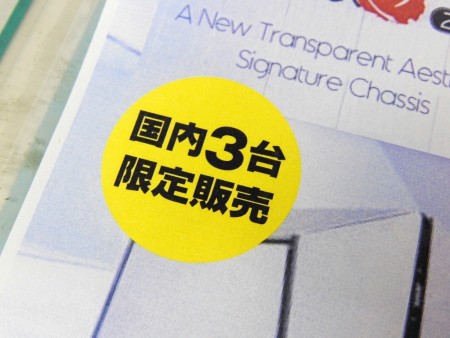 A New Transparent Aest
Signature Chassis
国内3台
限定販売